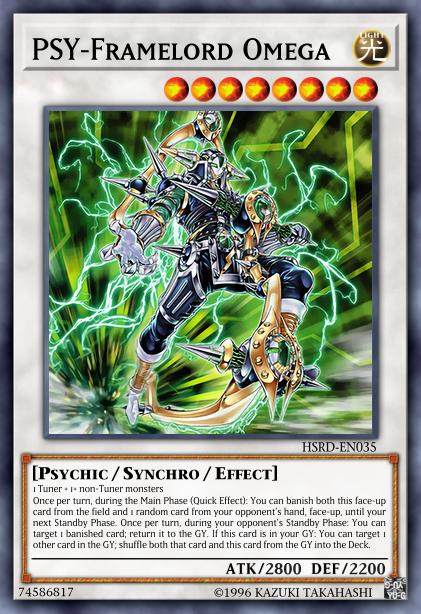 PSY-Framelord Omega
LIGHT
光
HSRD-EN035
[Psychic / Synchro / Effect]
1 Tuner + 1+ non-Tuner monsters
Once per turn, during the Main Phase (Quick Effect): You can banish both this face-up
card from the field and 1 random card from your opponent's hand, face-up, until your
next Standby Phase. Once per turn, during your opponent's Standby Phase: You can
target 1 banished card; return it to the GY. If this card is in your GY: You can target 1
other card in the GY; shuffle both that card and this card from the GY into the Deck.
ATK/2800 DEF/2200
74586817
©1996 KAZUKI TAKAHASHI